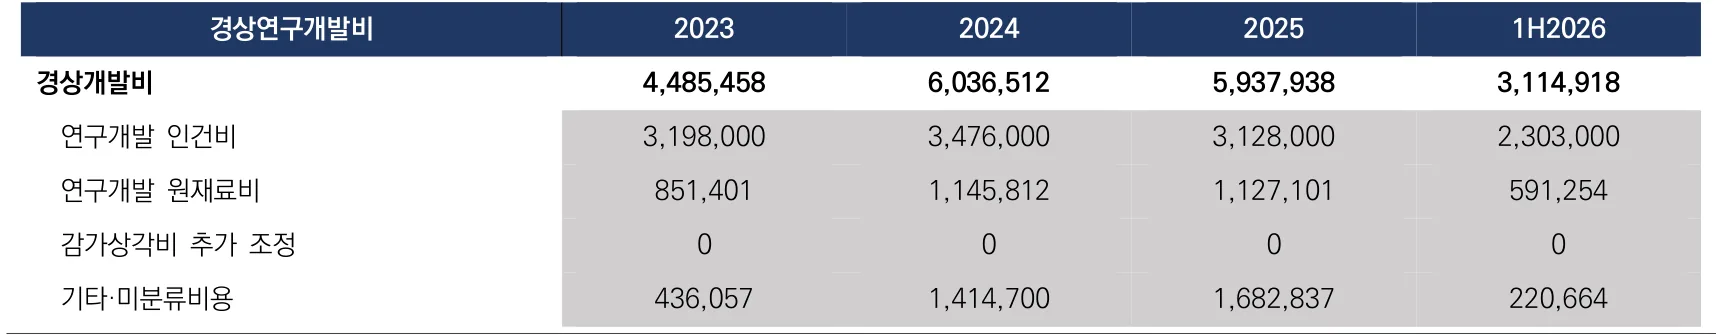 경상연구개발비 2023 2024 2025 1H2026
경상개발비 4,485,458 6,036,512 5,937,938 3,114,918
연구개발 인건비 3,198,000 3,476,000 3,128,000 2,303,000
연구개발 원재료비 851,401 1,145,812 1,127,101 591,254
감가상각비 추가 조정 0 0 0 0
기타·미분류비용 436,057 1,414,700 1,682,837 220,664